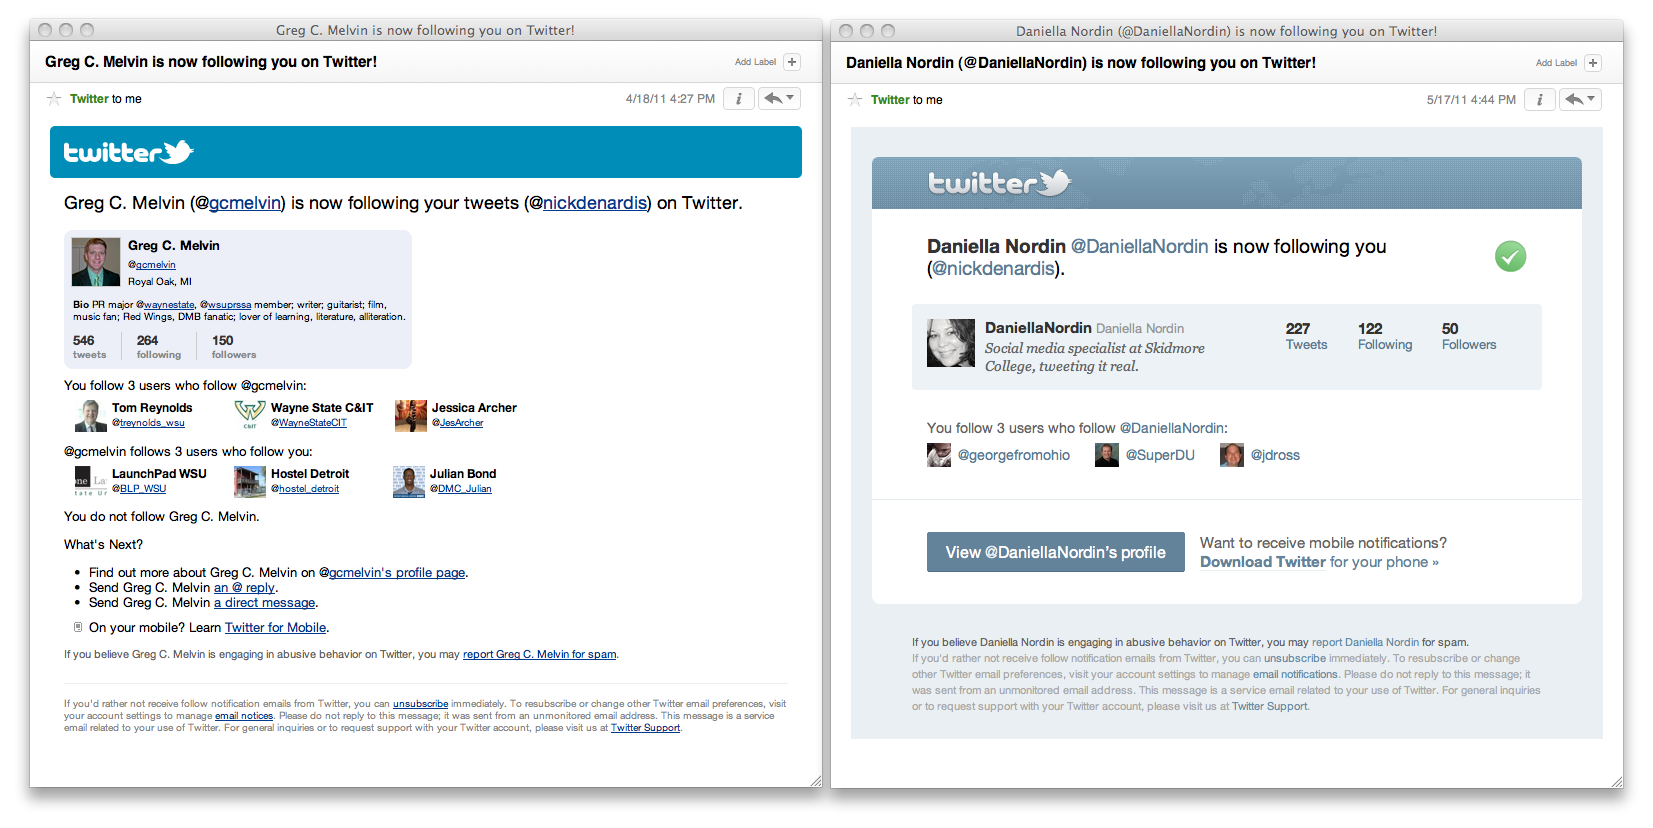 Greg C. Melvin is now following you on Twitter!
Greg C. Melvin is now following you on Twitter!
Add Label
Twitter to me
4/18/11 4:27 PM
twitter
Greg C. Melvin (@gcmelvin) is now following your tweets (@nickdenardis) on Twitter.
Greg C. Melvin
@gcmelvin
Royal Oak, MI
Bio PR major @waynestate, @wsuprssa member; writer; guitarist; film,
music fan; Red Wings, DMB fanatic; lover of learning, literature, alliteration.
546 264 150
tweets following followers
You follow 3 users who follow @gcmelvin:
Tom Reynolds Wayne State C&IT Jessica Archer
@treynolds_wsu @WayneStateCIT @JesArcher
C&IT
@gcmelvin follows 3 users who follow you:
LaunchPad WSU Hostel Detroit Julian Bond
@BLP_WSU @hostel_detroit @DMC_Julian
You do not follow Greg C. Melvin.
What's Next?
• Find out more about Greg C. Melvin on @gcmelvin's profile page.
• Send Greg C. Melvin an @ reply.
• Send Greg C. Melvin a direct message.
On your mobile? Learn Twitter for Mobile.
If you believe Greg C. Melvin is engaging in abusive behavior on Twitter, you may report Greg C. Melvin for spam.
If you'd rather not receive follow notification emails from Twitter, you can unsubscribe immediately. To resubscribe or change other Twitter email preferences, visit
your account settings to manage email notices. Please do not reply to this message; it was sent from an unmonitored email address. This message is a service
email related to your use of Twitter. For general inquiries or to request support with your Twitter account, please visit us at Twitter Support.
Daniella Nordin (@DaniellaNordin) is now following you on Twitter!
Daniella Nordin (@DaniellaNordin) is now following you on Twitter!
Add Label
Twitter to me
5/17/11 4:44 PM
twitter
Daniella Nordin @DaniellaNordin is now following you
(@nickdenardis).
DaniellaNordin Daniella Nordin
Social media specialist at Skidmore
College, tweeting it real.
227 122 50
Tweets Following Followers
You follow 3 users who follow @DaniellaNordin:
@georgefromohio @SuperDU @jdross
View @DaniellaNordin's profile
Want to receive mobile notifications?
Download Twitter for your phone »
If you believe Daniella Nordin is engaging in abusive behavior on Twitter, you may report Daniella Nordin for spam.
If you'd rather not receive follow notification emails from Twitter, you can unsubscribe immediately. To resubscribe or change
other Twitter email preferences, visit your account settings to manage email notifications. Please do not reply to this message; it
was sent from an unmonitored email address. This message is a service email related to your use of Twitter. For general inquiries
or to request support with your Twitter account, please visit us at Twitter Support.